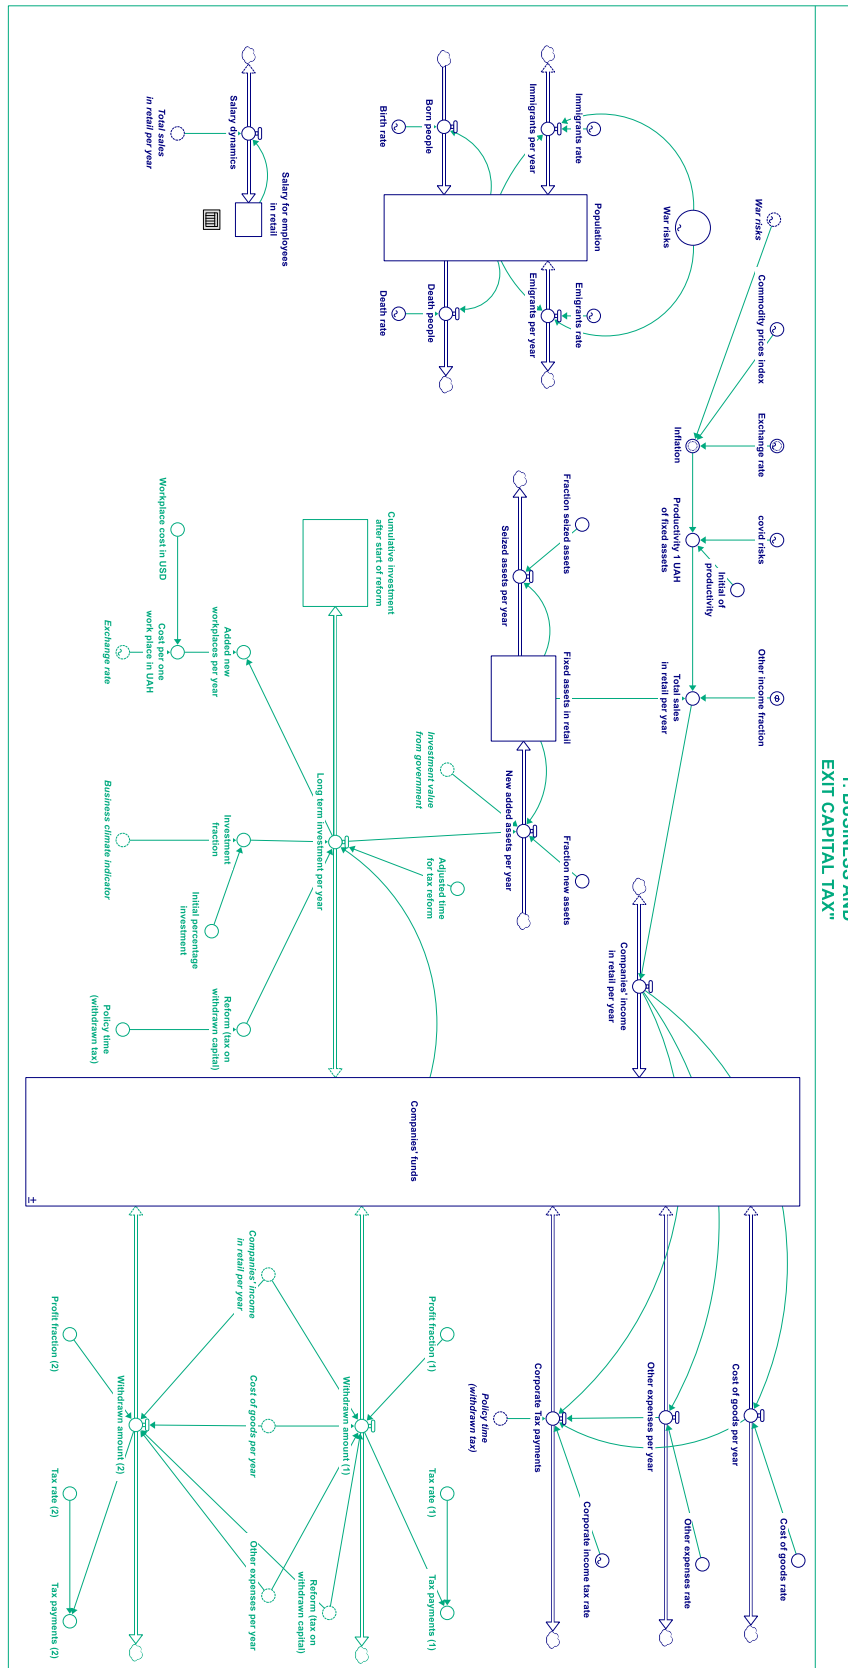 1. BUSINESS AND
EXIT CAPITAL TAX"
War risks
Commodity prices index
Exchange rate
covid risks
Other income fraction
Inflation
Productivity 1 UAH
of fixed assets
Initial of
productivity
Total sales
in retail per year
War risks
Immigrants rate
Immigrants per year
Emigrants rate
Emigrants per year
Population
Born people
Birth rate
Death people
Death rate
Salary for employees
in retail
Salary dynamics
Total sales
in retail per year
Fraction seized assets
Seized assets per year
Fixed assets in retail
Fraction new assets
New added assets per year
Investment value
from government
Adjusted time
for tax reform
Cumulative investment
after start of reform
Long term investment per year
Added new
workplaces per year
Cost per one
work place in UAH
Workplace cost in USD
Exchange rate
Investment
fraction
Initial percentage
investment
Business climate indicator
Reform (tax on
withdrawn capital)
Policy time
(withdrawn tax)
Companies' income
in retail per year
Companies' funds
±
Cost of goods per year
Cost of goods rate
Other expenses per year
Other expenses rate
Corporate Tax payments
Corporate income tax rate
Policy time
(withdrawn tax)
Profit fraction (1)
Tax rate (1)
Tax payments (1)
Withdrawn amount (1)
Reform (tax on
withdrawn capital)
Companies' income
in retail per year
Cost of goods per year
Other expenses per year
Withdrawn amount (2)
Profit fraction (2)
Tax rate (2)
Tax payments (2)